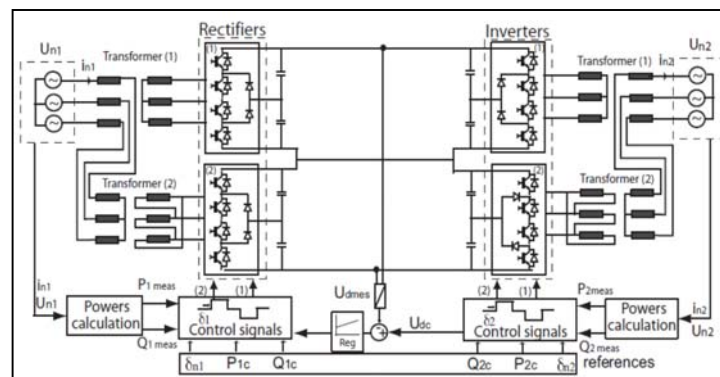 Rectifiers
Inverters
Un1
Transformer (1)
in1
(1)
(1)
Transformer (1)
in2
Un2
Transformer (2)
(2)
(2)
Transformer (2)
in1
Un1
P1 meas
Powers calculation
Q1 meas
(2)
(1)
δ1
Control signals
Udmes
Reg
+
-
Udc
(2)
(1)
δ2
Control signals
P2meas
Powers calculation
Q2 meas
in2
Un2
δn1
P1c
Q1c
Q2c
P2c
δn2
references